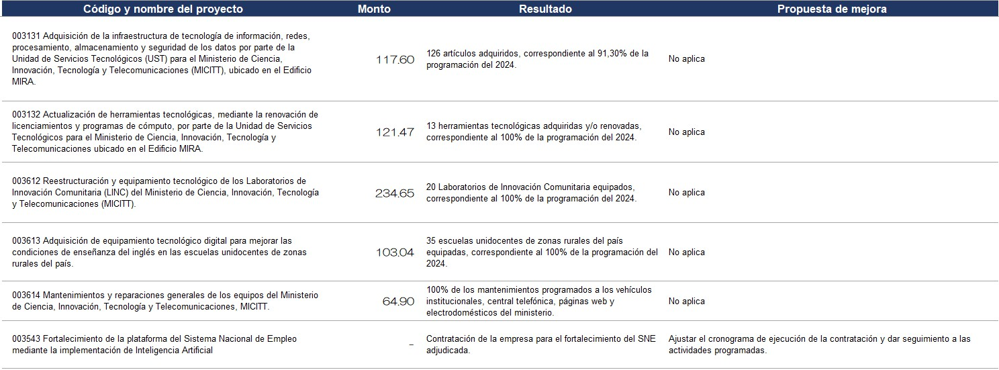 Código y nombre del proyecto Monto Resultado Propuesta de mejora
003131 Adquisición de la infraestructura de tecnología de información, redes,
procesamiento, almacenamiento y seguridad de los datos por parte de la
Unidad de Servicios Tecnológicos (UST) para el Ministerio de Ciencia,
Innovación, Tecnología y Telecomunicaciones (MICITT), ubicado en el Edificio
MIRA.
117.60
126 artículos adquiridos, correspondiente al 91,30% de la
programación del 2024.
No aplica
003132 Actualización de herramientas tecnológicas, mediante la renovación de
licenciamientos y programas de cómputo, por parte de la Unidad de Servicios
Tecnológicos para el Ministerio de Ciencia, Innovación, Tecnología y
Telecomunicaciones ubicado en el Edificio MIRA.
121.47
13 herramientas tecnológicas adquiridas y/o renovadas,
correspondiente al 100% de la programación del 2024.
No aplica
003612 Reestructuración y equipamiento tecnológico de los Laboratorios de
Innovación Comunitaria (LINC) del Ministerio de Ciencia, Innovación, Tecnología
y Telecomunicaciones (MICITT).
234.65
20 Laboratorios de Innovación Comunitaria equipados,
correspondiente al 100% de la programación del 2024.
No aplica
003613 Adquisición de equipamiento tecnológico digital para mejorar las
condiciones de enseñanza del inglés en las escuelas unidocentes de zonas
rurales del país.
103.04
35 escuelas unidocentes de zonas rurales del país
equipadas, correspondiente al 100% de la programación del
2024.
No aplica
003614 Mantenimientos y reparaciones generales de los equipos del Ministerio
de Ciencia, Innovación, Tecnología y Telecomunicaciones, MICITT.
64.90
100% de los mantenimientos programados a los vehículos
institucionales, central telefónica, páginas web y
electrodomésticos del ministerio.
No aplica
003543 Fortalecimiento de la plataforma del Sistema Nacional de Empleo
mediante la implementación de Inteligencia Artificial
–
Contratación de la empresa para el fortalecimiento del SNE
adjudicada.
Ajustar el cronograma de ejecución de la contratación y dar seguimiento a las
actividades programadas.